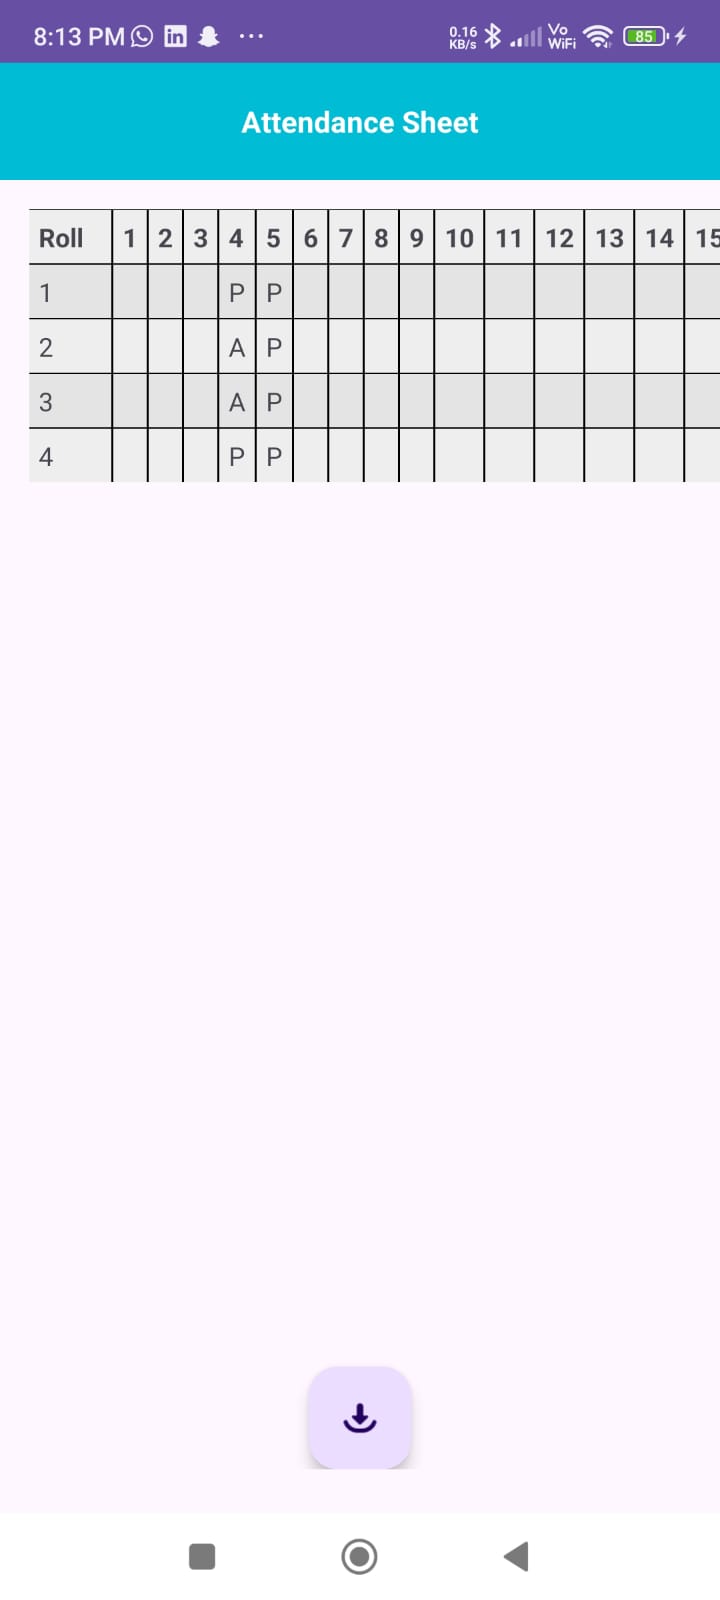 8:13 PM in ... 0.16 KB/s Vo WiFi 85
Attendance Sheet
Roll 1 2 3 4 5 6 7 8 9 10 11 12 13 14 15
1 P P
2 A P
3 A P
4 P P